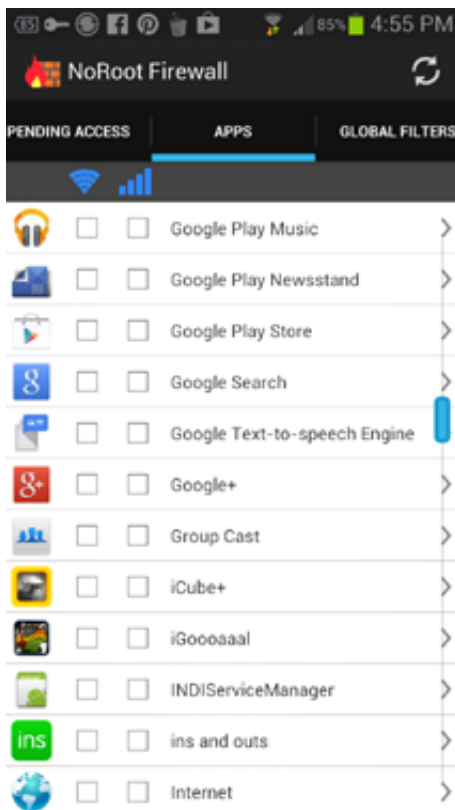 85% 4:55 PM
NoRoot Firewall
PENDING ACCESS APPS GLOBAL FILTERS
Google Play Music
Google Play Newsstand
Google Play Store
8 Google Search
Google Text-to-speech Engine
8+ Google+
Group Cast
iCube+
iGoooaaal
INDIServiceManager
ins ins and outs
Internet